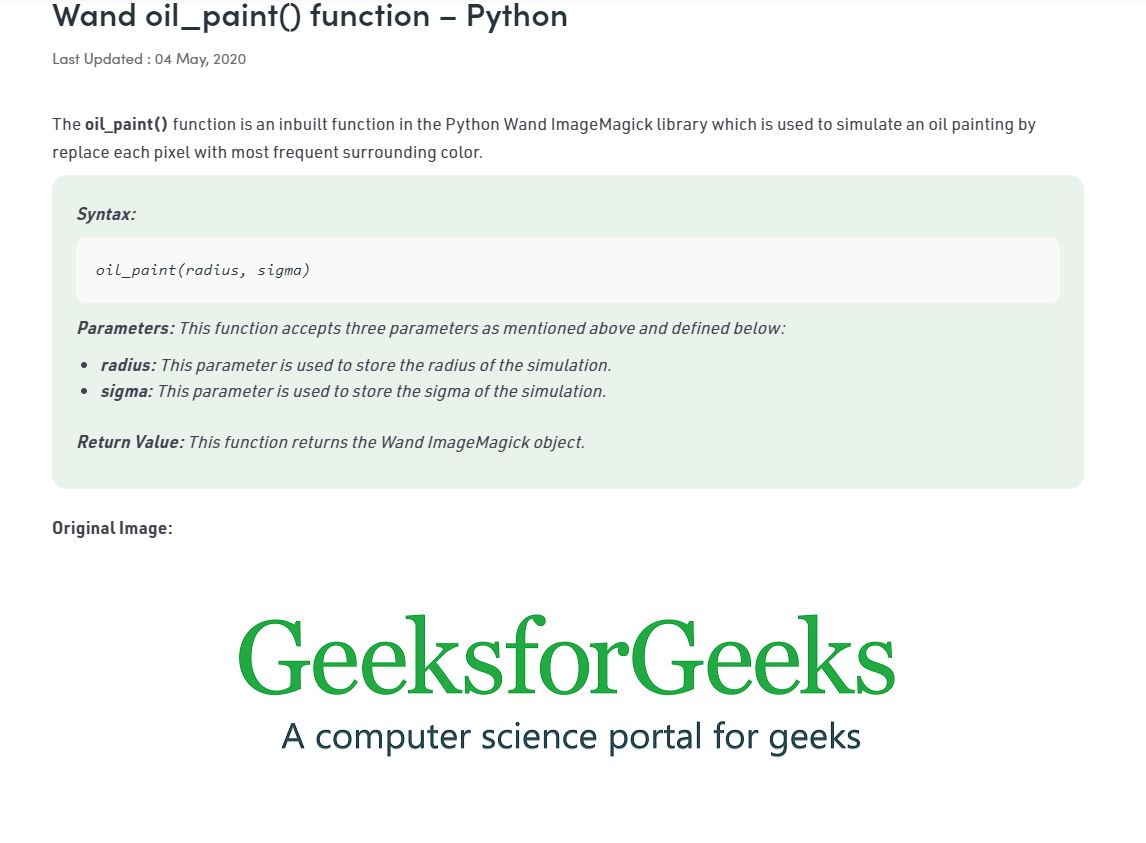 Wand oil_paint() function – Python
Last Updated : 04 May, 2020
The oil_paint() function is an inbuilt function in the Python Wand ImageMagick library which is used to simulate an oil painting by
replace each pixel with most frequent surrounding color.
Syntax:
oil_paint(radius, sigma)
Parameters: This function accepts three parameters as mentioned above and defined below:
• radius: This parameter is used to store the radius of the simulation.
• sigma: This parameter is used to store the sigma of the simulation.
Return Value: This function returns the Wand ImageMagick object.
Original Image:
GeeksforGeeks
A computer science portal for geeks